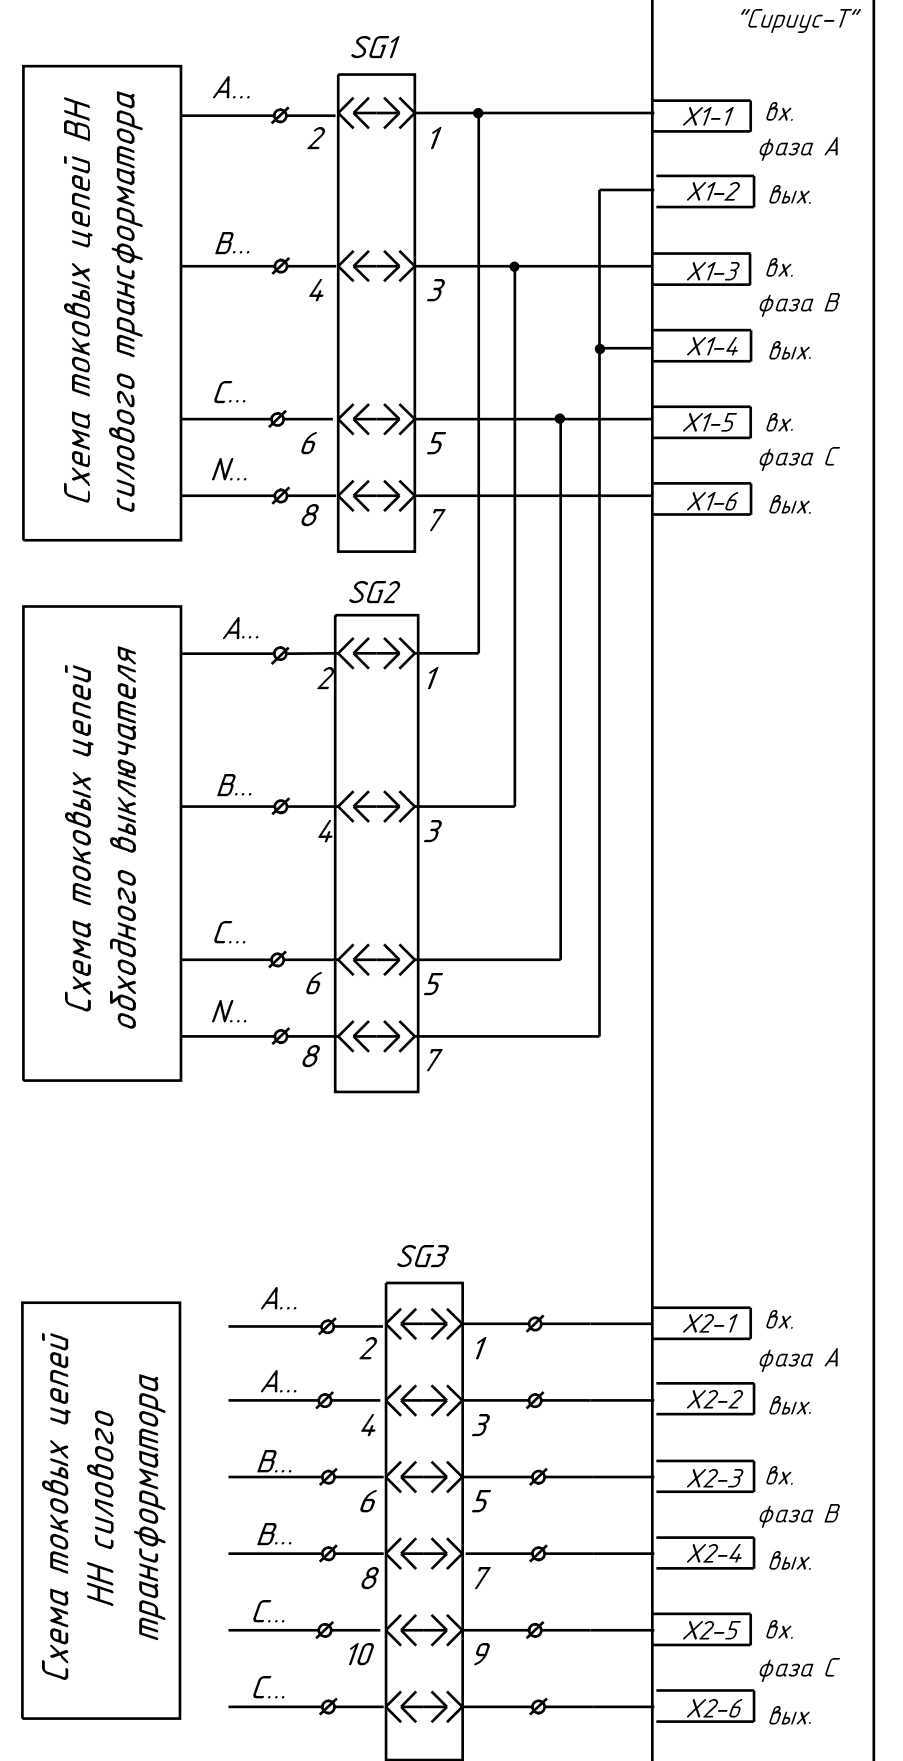 "Сириус-Т"
SG1
Схема токовых цепей ВН
силового трансформатора
A...
2
1
X1-1
вх.
фаза А
X1-2
вых.
B...
4
3
X1-3
вх.
фаза В
X1-4
вых.
C...
6
5
X1-5
вх.
фаза С
N...
8
7
X1-6
вых.
SG2
Схема токовых цепей
обходного выключателя
A...
2
1
B...
4
3
C...
6
5
N...
8
7
SG3
Схема токовых цепей
НН силового
трансформатора
A...
2
1
X2-1
вх.
фаза А
A...
4
3
X2-2
вых.
B...
6
5
X2-3
вх.
фаза В
B...
8
7
X2-4
вых.
C...
10
9
X2-5
вх.
фаза С
C...
X2-6
вых.